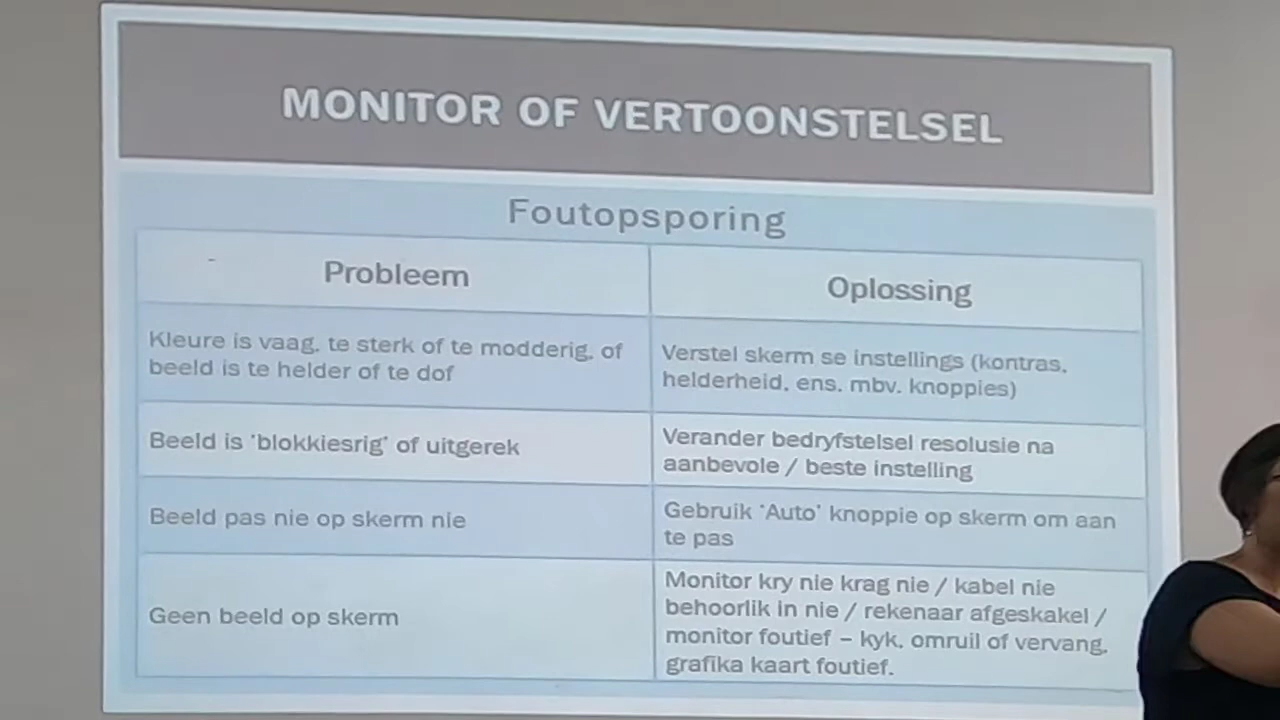 MONITOR OF VERTOONSTELSEL
Foutopsporing
Probleem
Oplossing
Kleure is vaag, te sterk of te modderig, of
beeld is te helder of te dof
Verstel skerm se instellings (kontras,
helderheid, ens. mbv. knoppies)
Beeld is 'blokkiesrig' of uitgerek
Verander bedryfstelsel resolusie na
aanbevole / beste instelling
Beeld pas nie op skerm nie
Gebruik 'Auto' knoppie op skerm om aan
te pas
Geen beeld op skerm
Monitor kry nie krag nie / kabel nie
behoorlik in nie / rekenaar afgeskakel /
monitor foutief – kyk, omruil of vervang,
grafika kaart foutief.